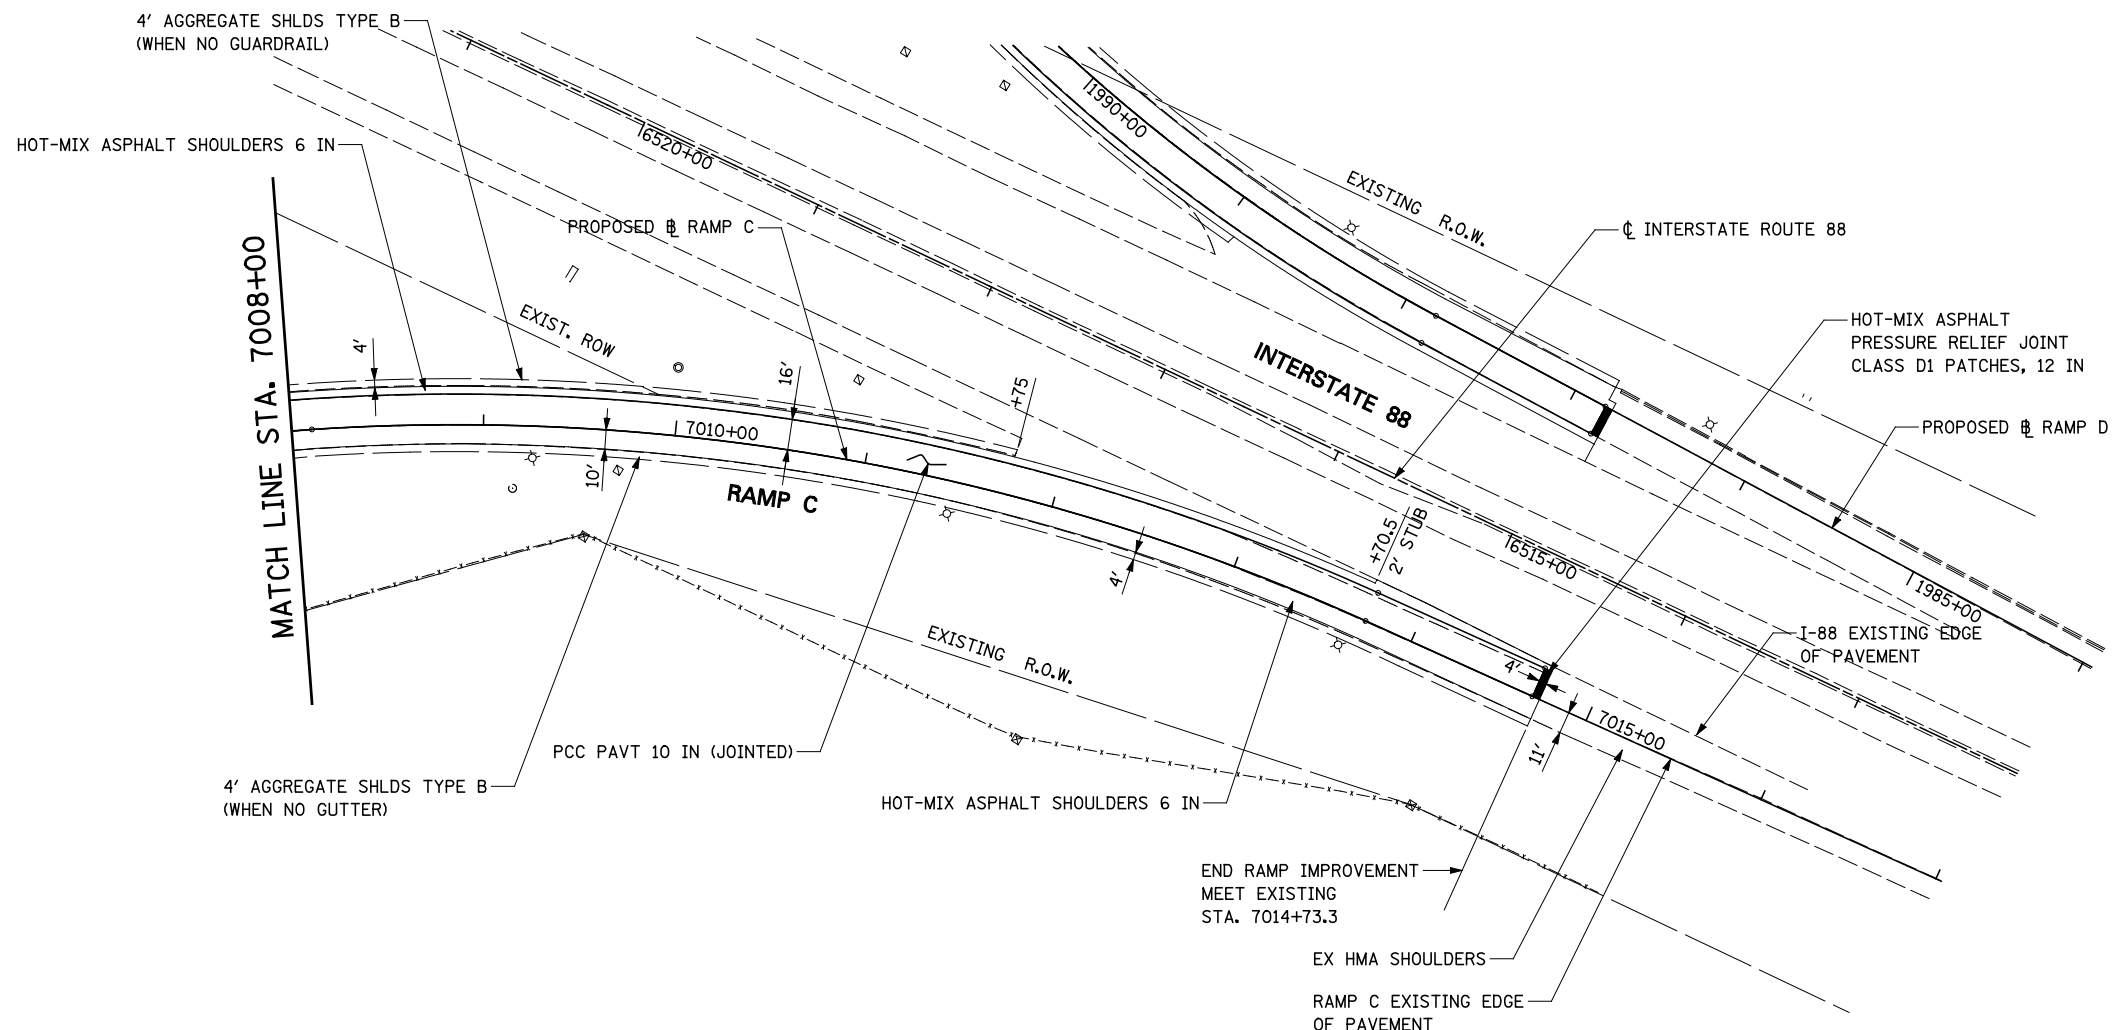 4' AGGREGATE SHLDS TYPE B
(WHEN NO GUARDRAIL)
HOT-MIX ASPHALT SHOULDERS 6 IN
MATCH LINE STA. 7008+00
4'
EXIST. ROW
PROPOSED ℄ RAMP C
6520+00
16'
10'
7010+00
RAMP C
+75
1990+00
EXISTING R.O.W.
℄ INTERSTATE ROUTE 88
INTERSTATE 88
HOT-MIX ASPHALT
PRESSURE RELIEF JOINT
CLASS D1 PATCHES, 12 IN
PROPOSED ℄ RAMP D
+70.5
2' STUB
4'
6515+00
1985+00
I-88 EXISTING EDGE
OF PAVEMENT
4'
7015+00
11'
EXISTING R.O.W.
PCC PAVT 10 IN (JOINTED)
4' AGGREGATE SHLDS TYPE B
(WHEN NO GUTTER)
HOT-MIX ASPHALT SHOULDERS 6 IN
END RAMP IMPROVEMENT
MEET EXISTING
STA. 7014+73.3
EX HMA SHOULDERS
RAMP C EXISTING EDGE
OF PAVEMENT